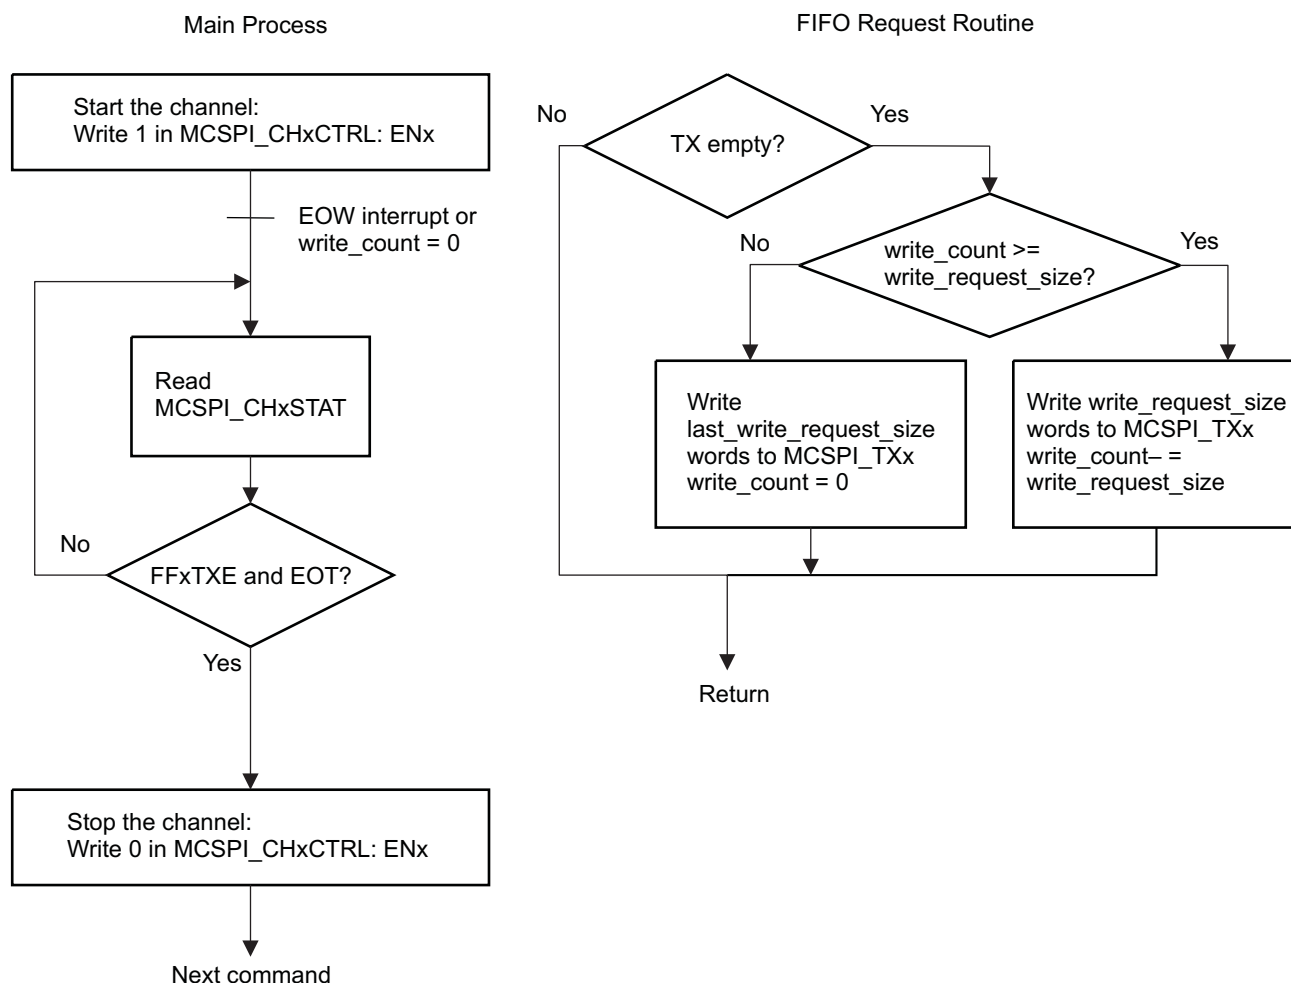 Main Process
Start the channel:
Write 1 in MCSPI_CHxCTRL: ENx
EOW interrupt or
write_count = 0
Read
MCSPI_CHxSTAT
No
FFxTXE and EOT?
Yes
Stop the channel:
Write 0 in MCSPI_CHxCTRL: ENx
Next command
FIFO Request Routine
No
TX empty?
Yes
No
write_count >=
write_request_size?
Yes
Write
last_write_request_size
words to MCSPI_TXx
write_count = 0
Write write_request_size
words to MCSPI_TXx
write_count– =
write_request_size
Return